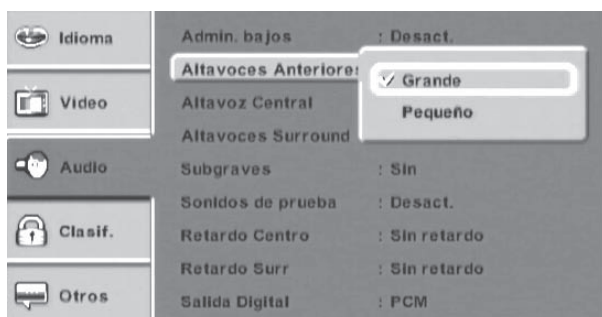 Idioma
Video
Audio
Clasif.
Otros
Admin. bajos : Desact.
Altavoces Anteriores
Altavoz Central
Altavoces Surround
Subgraves : Sin
Sonidos de prueba : Desact.
Retardo Centro : Sin retardo
Retardo Surr : Sin retardo
Salida Digital : PCM
✓ Grande
Pequeño